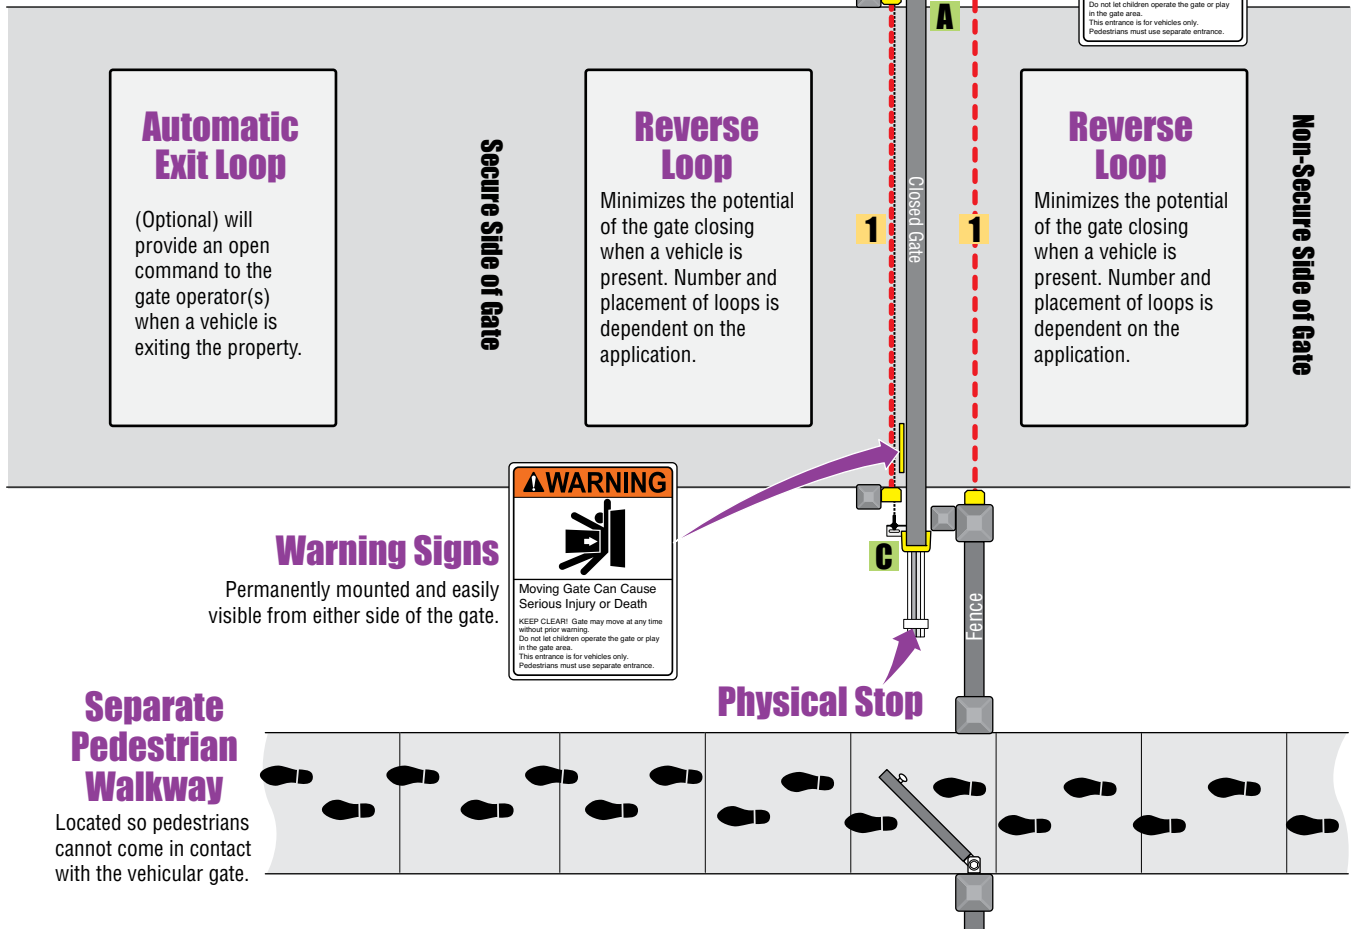 Do not let children operate the gate or play
in the gate area.
This entrance is for vehicles only.
Pedestrians must use separate entrance.
A
Automatic
Exit Loop
(Optional) will
provide an open
command to the
gate operator(s)
when a vehicle is
exiting the property.
Secure Side of Gate
Reverse
Loop
Minimizes the potential
of the gate closing
when a vehicle is
present. Number and
placement of loops is
dependent on the
application.
1
Closed Gate
1
Reverse
Loop
Minimizes the potential
of the gate closing
when a vehicle is
present. Number and
placement of loops is
dependent on the
application.
Non-Secure Side of Gate
Warning Signs
Permanently mounted and easily
visible from either side of the gate.
WARNING
Moving Gate Can Cause
Serious Injury or Death
KEEP CLEAR! Gate may move at any time
without prior warning.
Do not let children operate the gate or play
in the gate area.
This entrance is for vehicles only.
Pedestrians must use separate entrance.
C
Fence
Physical Stop
Separate
Pedestrian
Walkway
Located so pedestrians
cannot come in contact
with the vehicular gate.